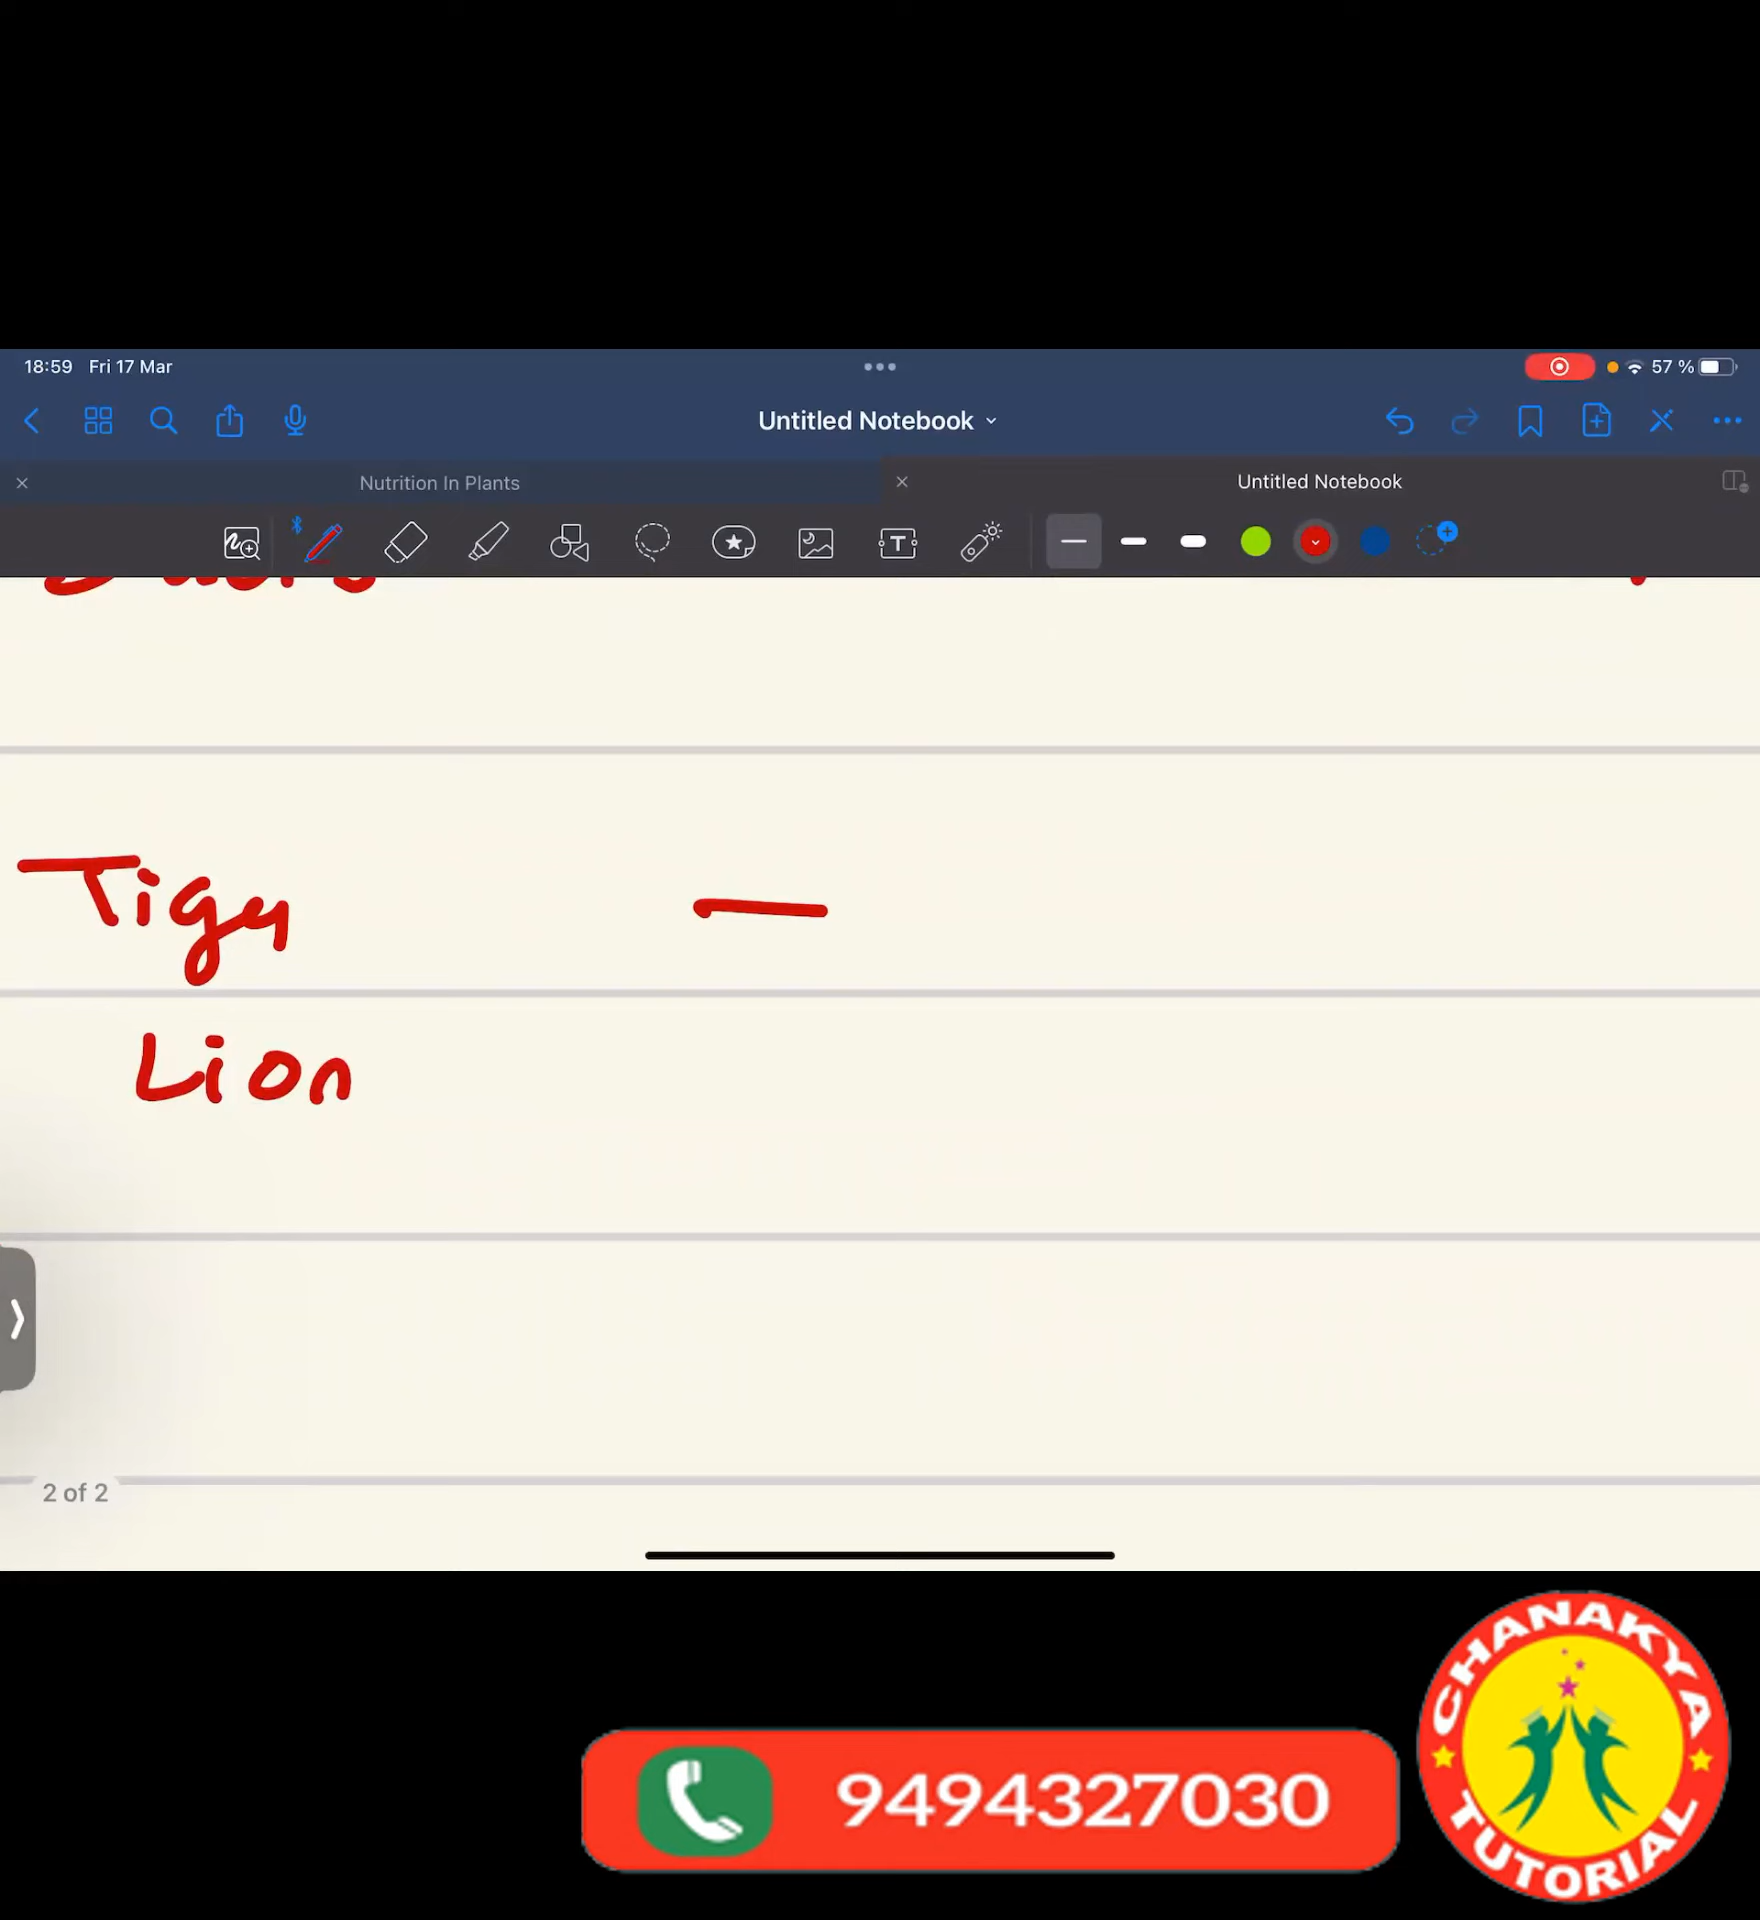 18:59 Fri 17 Mar
57 %
Untitled Notebook
Nutrition In Plants
Untitled Notebook
T
Tiger —
Lion
2 of 2
CHANAKYA
TUTORIAL
9494327030